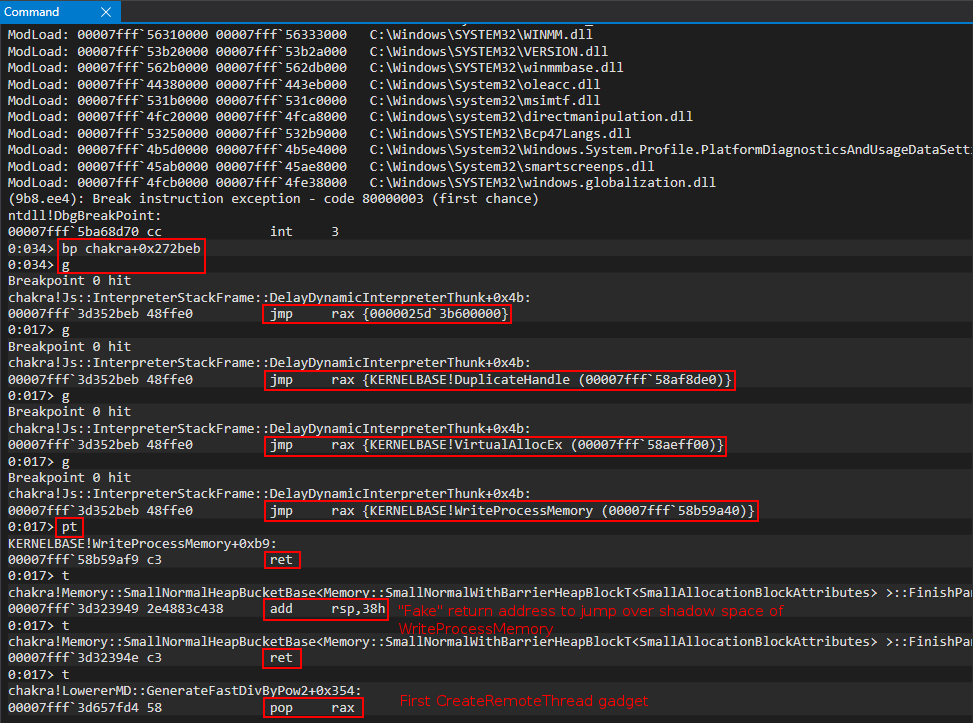 Command
ModLoad: 00007fff`56310000 00007fff`56333000   C:\Windows\SYSTEM32\WINMM.dll
ModLoad: 00007fff`53b20000 00007fff`53b2a000   C:\Windows\SYSTEM32\VERSION.dll
ModLoad: 00007fff`562b0000 00007fff`562db000   C:\Windows\SYSTEM32\winmmbase.dll
ModLoad: 00007fff`44380000 00007fff`443eb000   C:\Windows\System32\oleacc.dll
ModLoad: 00007fff`531b0000 00007fff`531c0000   C:\Windows\system32\msimtf.dll
ModLoad: 00007fff`4fc20000 00007fff`4fca8000   C:\Windows\system32\directmanipulation.dll
ModLoad: 00007fff`53250000 00007fff`532b9000   C:\Windows\SYSTEM32\Bcp47Langs.dll
ModLoad: 00007fff`4b5d0000 00007fff`4b5e4000   C:\Windows\SYSTEM32\Windows.System.Profile.PlatformDiagnosticsAndUsageDataSett
ModLoad: 00007fff`45ab0000 00007fff`45ae8000   C:\Windows\System32\smartscreenps.dll
ModLoad: 00007fff`4fcb0000 00007fff`4fe38000   C:\Windows\SYSTEM32\windows.globalization.dll
(9b8.ee4): Break instruction exception - code 80000003 (first chance)
ntdll!DbgBreakPoint:
00007fff`5ba68d70 cc              int     3
0:034> bp chakra+0x272beb
0:034> g
Breakpoint 0 hit
chakra!Js::InterpreterStackFrame::DelayDynamicInterpreterThunk+0x4b:
00007fff`3d352beb 48ffe0          jmp     rax {0000025d`3b600000}
0:017> g
Breakpoint 0 hit
chakra!Js::InterpreterStackFrame::DelayDynamicInterpreterThunk+0x4b:
00007fff`3d352beb 48ffe0          jmp     rax {KERNELBASE!DuplicateHandle (00007fff`58af8de0)}
0:017> g
Breakpoint 0 hit
chakra!Js::InterpreterStackFrame::DelayDynamicInterpreterThunk+0x4b:
00007fff`3d352beb 48ffe0          jmp     rax {KERNELBASE!VirtualAllocEx (00007fff`58aeff00)}
0:017> g
Breakpoint 0 hit
chakra!Js::InterpreterStackFrame::DelayDynamicInterpreterThunk+0x4b:
00007fff`3d352beb 48ffe0          jmp     rax {KERNELBASE!WriteProcessMemory (00007fff`58b59a40)}
0:017> pt
KERNELBASE!WriteProcessMemory+0xb9:
00007fff`58b59af9 c3              ret
0:017> t
chakra!Memory::SmallNormalHeapBucketBase<Memory::SmallNormalWithBarrierHeapBlockT<SmallAllocationBlockAttributes> >::FinishPa
00007fff`3d323949 2e4883c438      add     rsp,38h "Fake" return address to jump over shadow space of
WriteProcessMemory
0:017> t
chakra!Memory::SmallNormalHeapBucketBase<Memory::SmallNormalWithBarrierHeapBlockT<SmallAllocationBlockAttributes> >::FinishPa
00007fff`3d32394e c3              ret
0:017> t
chakra!LowererMD::GenerateFastDivByPow2+0x354:
00007fff`3d657fd4 58              pop     rax First CreateRemoteThread gadget